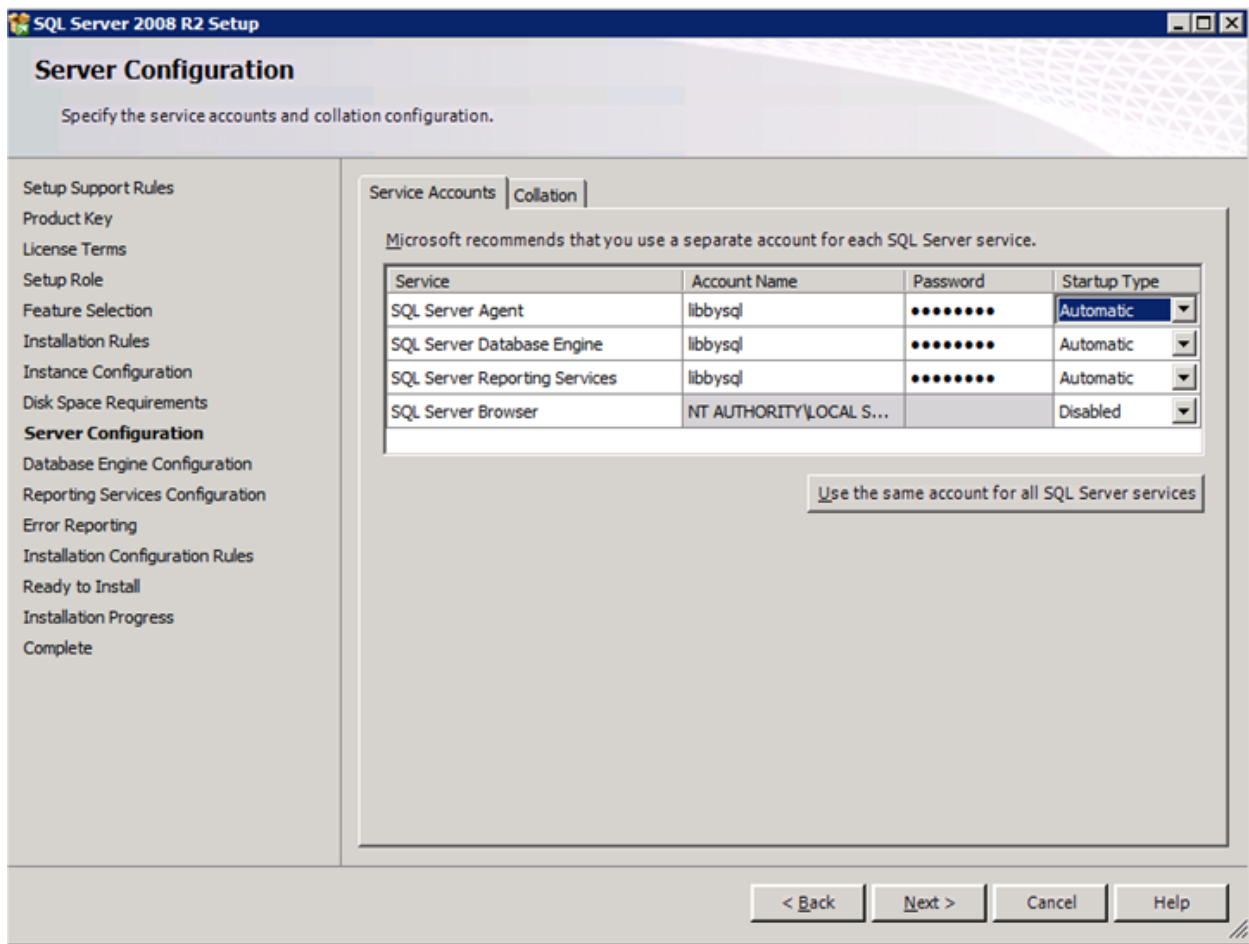 SQL Server 2008 R2 Setup
Server Configuration
Specify the service accounts and collation configuration.
Setup Support Rules
Product Key
License Terms
Setup Role
Feature Selection
Installation Rules
Instance Configuration
Disk Space Requirements
Server Configuration
Database Engine Configuration
Reporting Services Configuration
Error Reporting
Installation Configuration Rules
Ready to Install
Installation Progress
Complete
Service Accounts Collation
Microsoft recommends that you use a separate account for each SQL Server service.
Service Account Name Password Startup Type
SQL Server Agent libbysql ●●●●●●●● Automatic
SQL Server Database Engine libbysql ●●●●●●●● Automatic
SQL Server Reporting Services libbysql ●●●●●●●● Automatic
SQL Server Browser NT AUTHORITY\LOCAL S... Disabled
Use the same account for all SQL Server services
< Back Next > Cancel Help